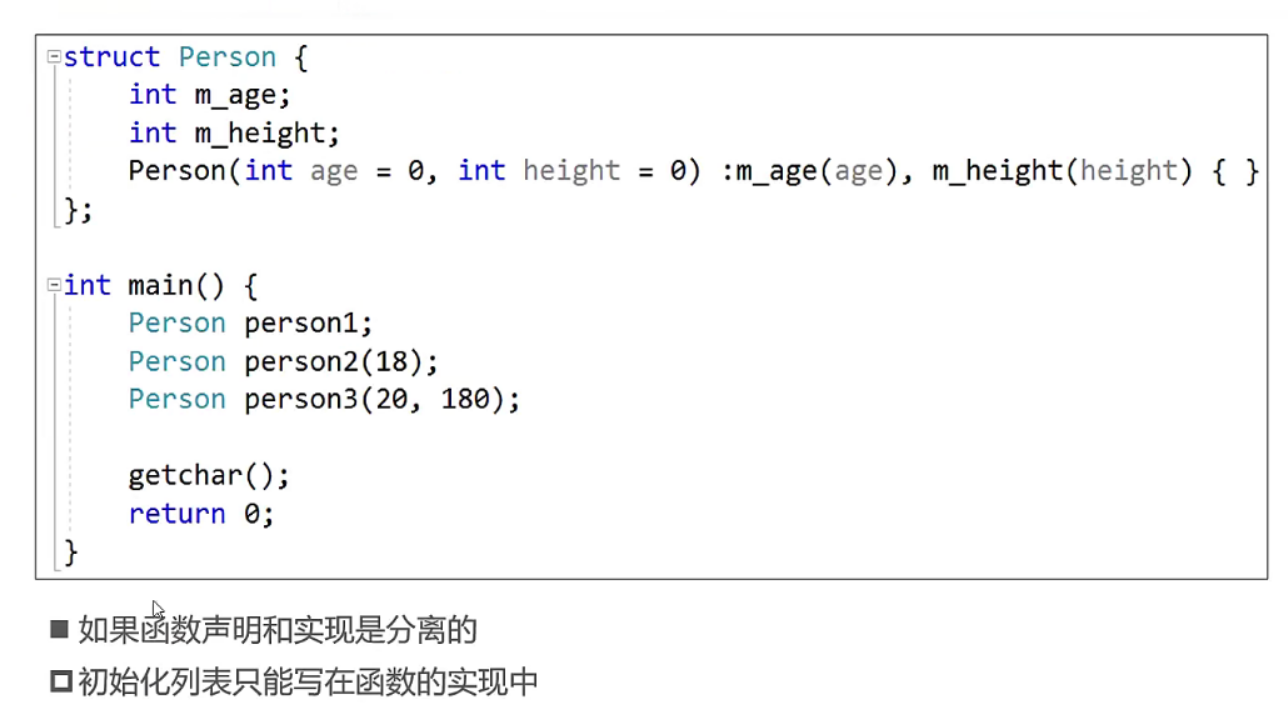 struct Person {
    int m_age;
    int m_height;
    Person(int age = 0, int height = 0) :m_age(age), m_height(height) { }
};
int main() {
    Person person1;
    Person person2(18);
    Person person3(20, 180);
    getchar();
    return 0;
}
如果函数声明和实现是分离的
初始化列表只能写在函数的实现中